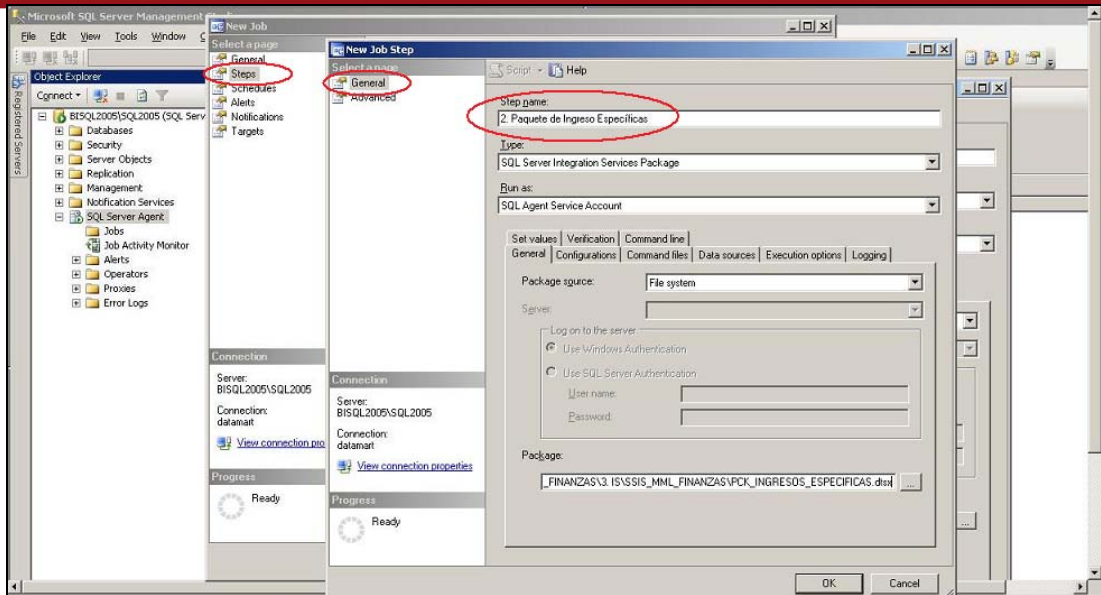 Microsoft SQL Server Management
File Edit View Tools Window
Registered Servers
Object Explorer
Connect
BISQL2005\SQL2005 (SQL Serv
Databases
Security
Server Objects
Replication
Management
Notification Services
SQL Server Agent
Jobs
Job Activity Monitor
Alerts
Operators
Proxies
Error Logs
New Job
Select a page
General
Steps
Schedules
Alerts
Notifications
Targets
Connection
Server:
BISQL2005\SQL2005
Connection:
datamart
View connection pro
Progress
Ready
New Job Step
Select a page
General
Advanced
Connection
Server:
BISQL2005\SQL2005
Connection:
datamart
View connection properties
Progress
Ready
Script Help
Step name:
2. Paquete de Ingreso Específicas
Type:
SQL Server Integration Services Package
Run as:
SQL Agent Service Account
Set values Verification Command line
General Configurations Command files Data sources Execution options Logging
Package source: File system
Server:
Log on to the server
Use Windows Authentication
Use SQL Server Authentication
User name:
Password:
Package:
_FINANZAS\3. IS\SSIS_MML_FINANZAS\PCK_INGRESOS_ESPECIFICAS.dtsx ...
OK Cancel